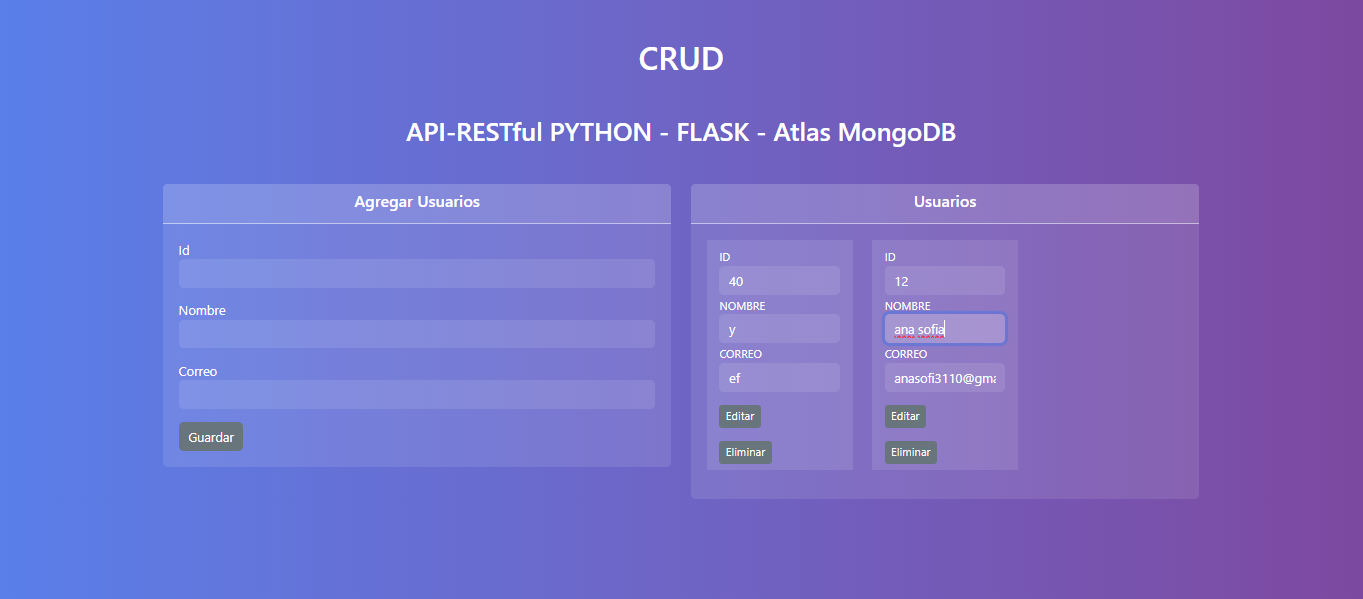 CRUD
API-RESTful PYTHON - FLASK - Atlas MongoDB
Agregar Usuarios
Id
Nombre
Correo
Guardar
Usuarios
ID
40
NOMBRE
y
CORREO
ef
Editar
Eliminar
ID
12
NOMBRE
ana sofia
CORREO
anasofi3110@gma
Editar
Eliminar